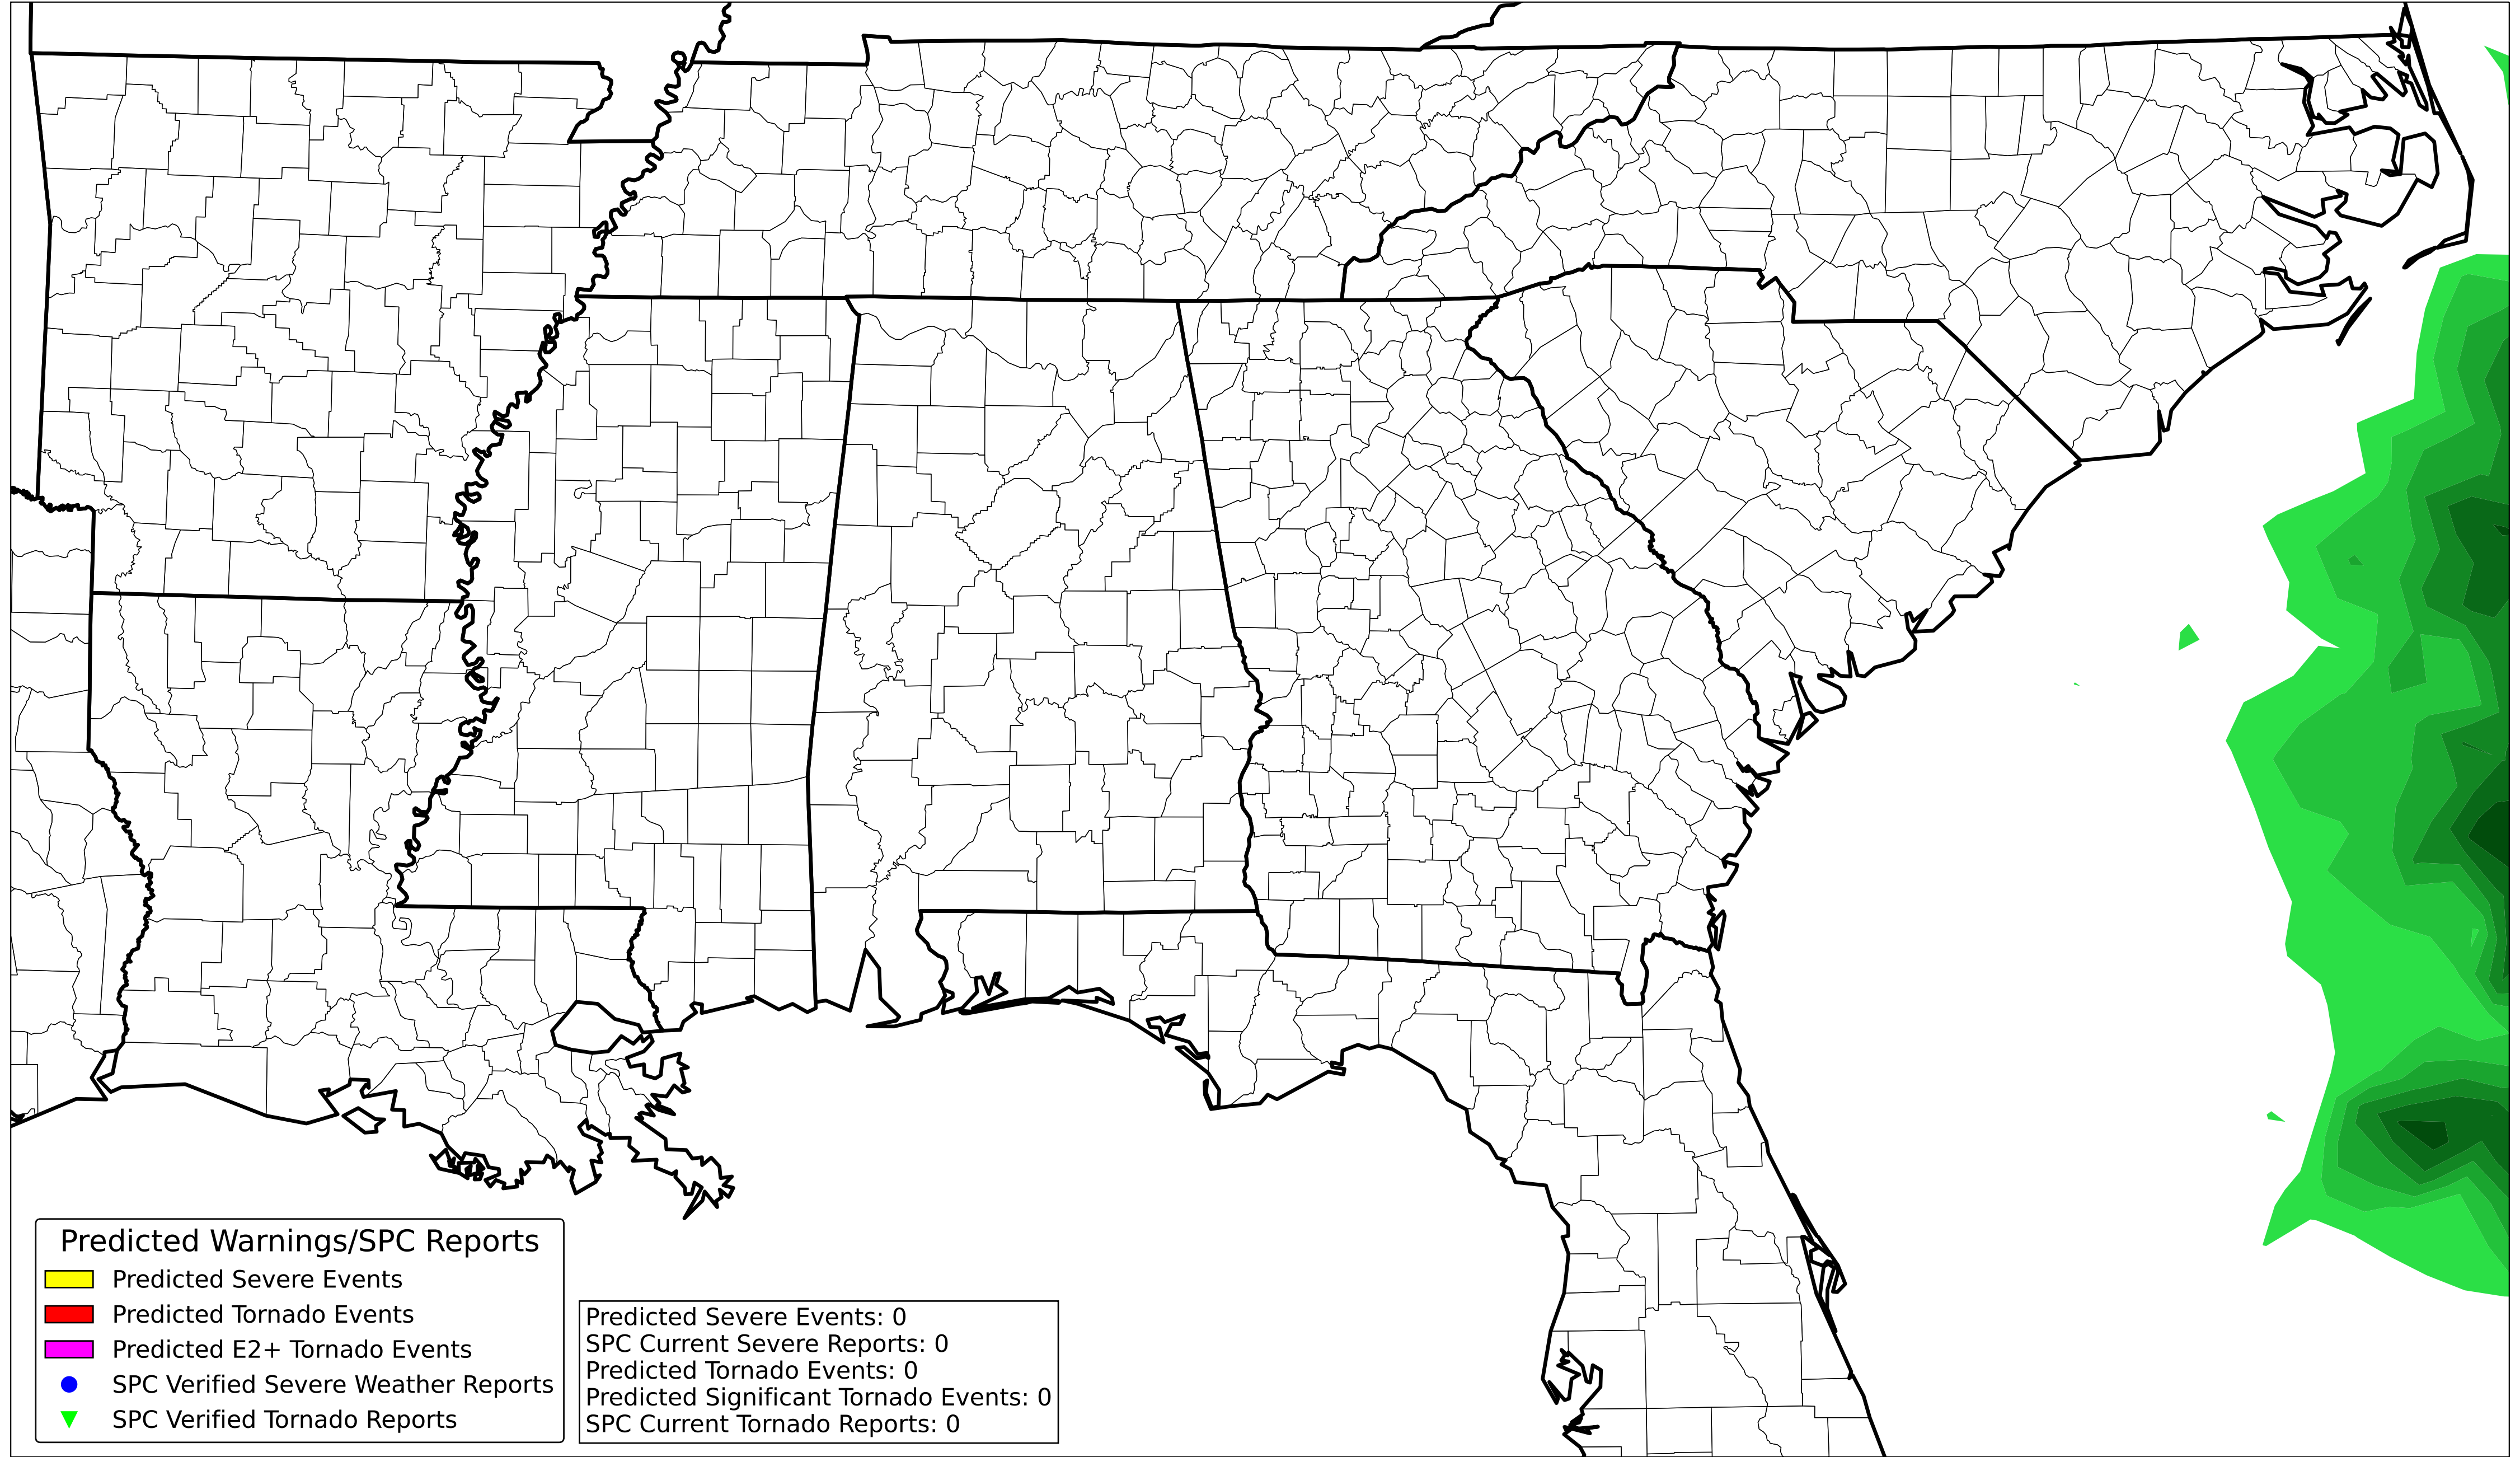 Predicted Warnings/SPC Reports
Predicted Severe Events
Predicted Tornado Events
Predicted E2+ Tornado Events
SPC Verified Severe Weather Reports
SPC Verified Tornado Reports
Predicted Severe Events: 0
SPC Current Severe Reports: 0
Predicted Tornado Events: 0
Predicted Significant Tornado Events: 0
SPC Current Tornado Reports: 0